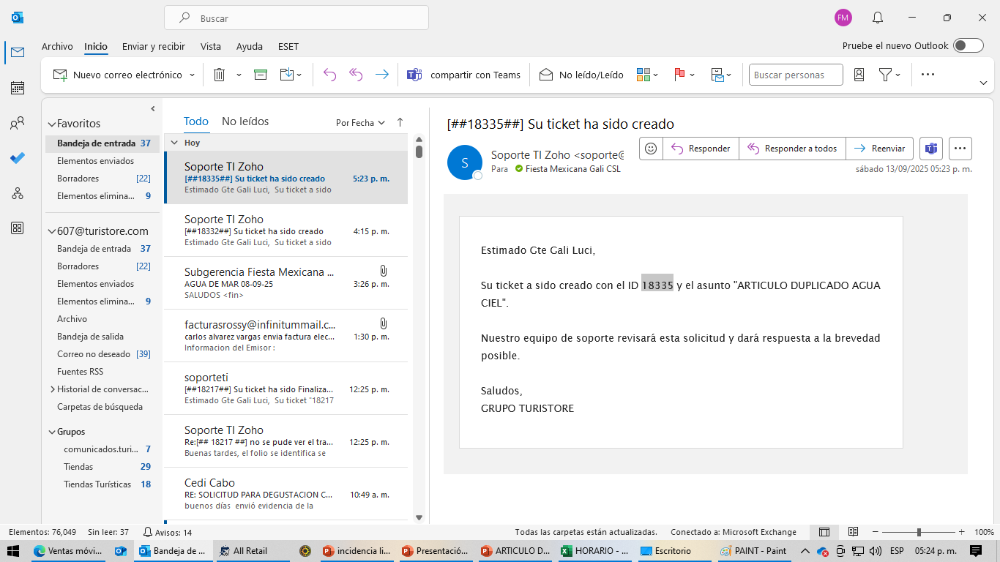 Buscar
FM
Archivo Inicio Enviar y recibir Vista Ayuda ESET
Pruebe el nuevo Outlook
Nuevo correo electrónico
compartir con Teams
No leído/Leído
Buscar personas
Favoritos
Bandeja de entrada 37
Elementos enviados
Borradores [22]
Elementos elimina... 9
607@turistore.com
Bandeja de entrada 37
Borradores [22]
Elementos enviados
Elementos elimina... 9
Archivo
Bandeja de salida
Correo no deseado [39]
Fuentes RSS
Historial de conversac...
Carpetas de búsqueda
Grupos
comunicados.turi... 7
Tiendas 29
Tiendas Turísticas 18
Todo No leídos Por Fecha
Hoy
Soporte TI Zoho
[##18335##] Su ticket ha sido creado 5:23 p. m.
Estimado Gte Gali Luci, Su ticket a sido
Soporte TI Zoho
[##18332##] Su ticket ha sido creado 4:15 p. m.
Estimado Gte Gali Luci, Su ticket a sido
Subgerencia Fiesta Mexicana ...
AGUA DE MAR 08-09-25 3:26 p. m.
SALUDOS <fin>
facturasrossy@infinitummail.c...
carlos alvarez vargas envia factura elec... 1:30 p. m.
Informacion del Emisor :
soporteti
[##18217##] Su ticket ha sido Finaliza... 12:25 p. m.
Estimado Gte Gali Luci, Su ticket "18217
Soporte TI Zoho
Re:[## 18217 ##] no se pude ver el tra... 12:25 p. m.
Buenas tardes, el folio se identifica se
Cedi Cabo
RE: SOLICITUD PARA DEGUSTACION C... 10:49 a. m.
buenos días envió evidencia de la
[##18335##] Su ticket ha sido creado
S
Soporte TI Zoho <soporte@
Para Fiesta Mexicana Gali CSL
Responder Responder a todos Reenviar
sábado 13/09/2025 05:23 p. m.
Estimado Gte Gali Luci,
Su ticket a sido creado con el ID 18335 y el asunto "ARTICULO DUPLICADO AGUA
CIEL".
Nuestro equipo de soporte revisará esta solicitud y dará respuesta a la brevedad
posible.
Saludos,
GRUPO TURISTORE
Elementos: 76,049 Sin leer: 37 Avisos: 14 Todas las carpetas están actualizadas. Conectado a: Microsoft Exchange 100%
Ventas móvi... Bandeja de ... All Retail incidencia li... Presentació... ARTICULO D... HORARIO - ... Escritorio PAINT - Paint ESP 05:24 p. m.